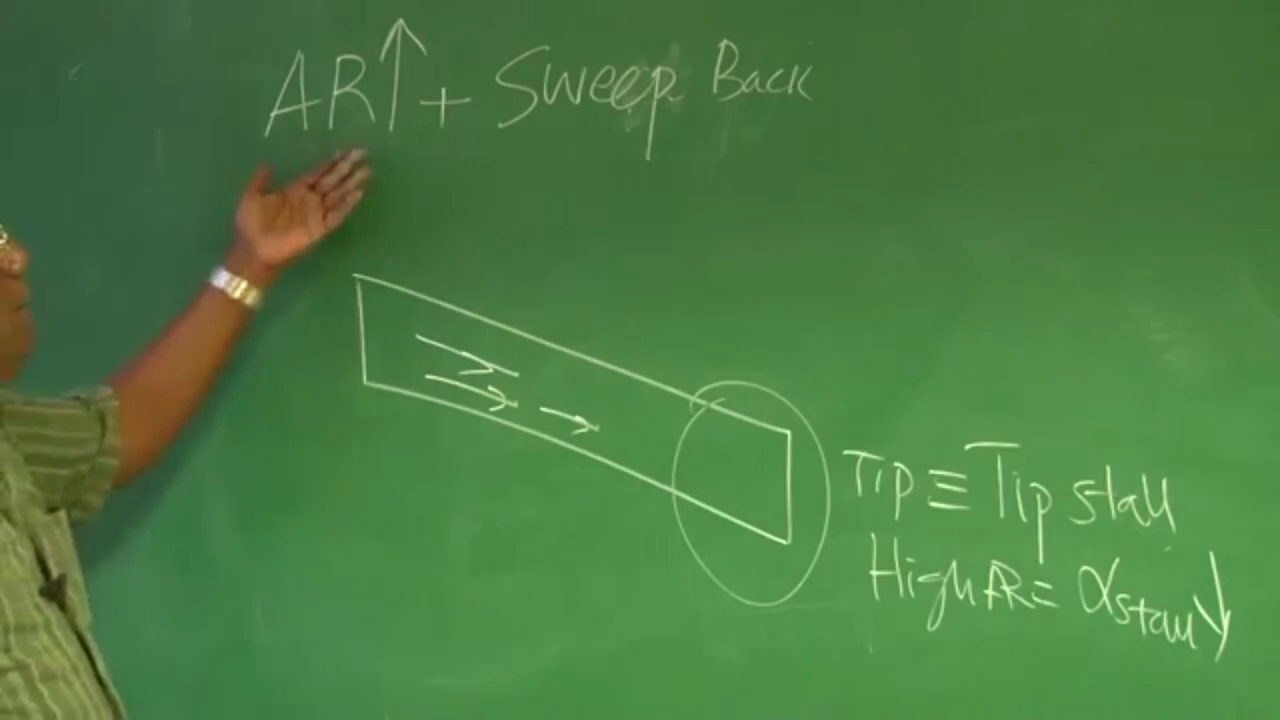 AR↑ + Sweep Back
Tip ≡ Tip stall
High AR = αstall ↓